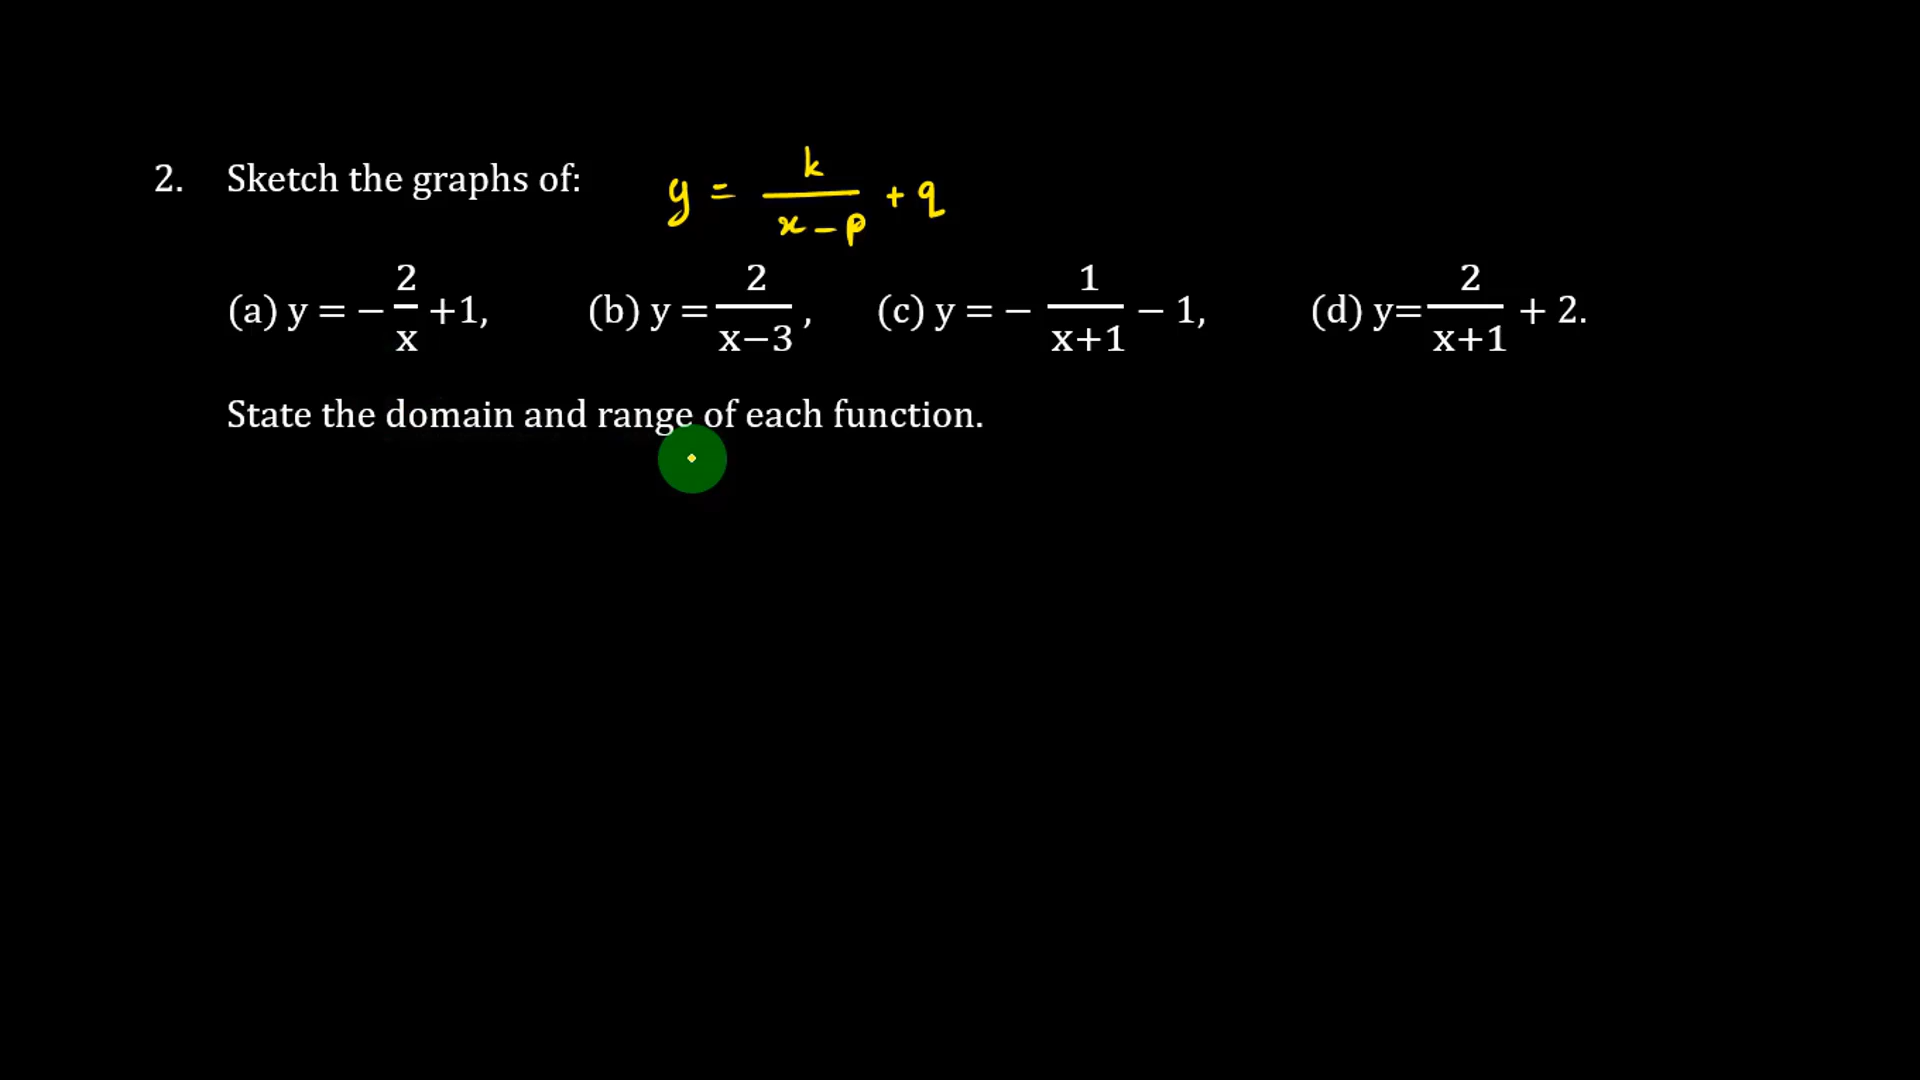 2. Sketch the graphs of: y = k/(x-p) + q
(a) y = -2/x +1, (b) y = 2/(x-3), (c) y = - 1/(x+1) - 1, (d) y= 2/(x+1) + 2.
State the domain and range of each function.